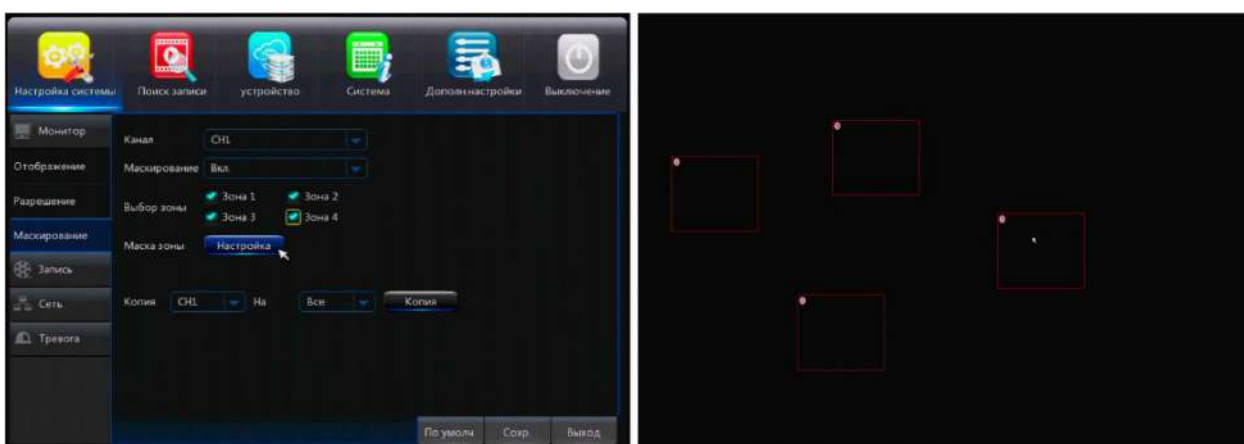 Настройка системы Поиск записи устройство Система Дополн.настройки Выключение
Монитор
Отображение
Разрешение
Маскирование
Запись
Сеть
Тревога
Канал CH1
Маскирование Вкл.
Выбор зоны Зона 1 Зона 2
Зона 3 Зона 4
Маска зоны Настройка
Копия CH1 На Все Копия
По умолч. Сохр. Выход